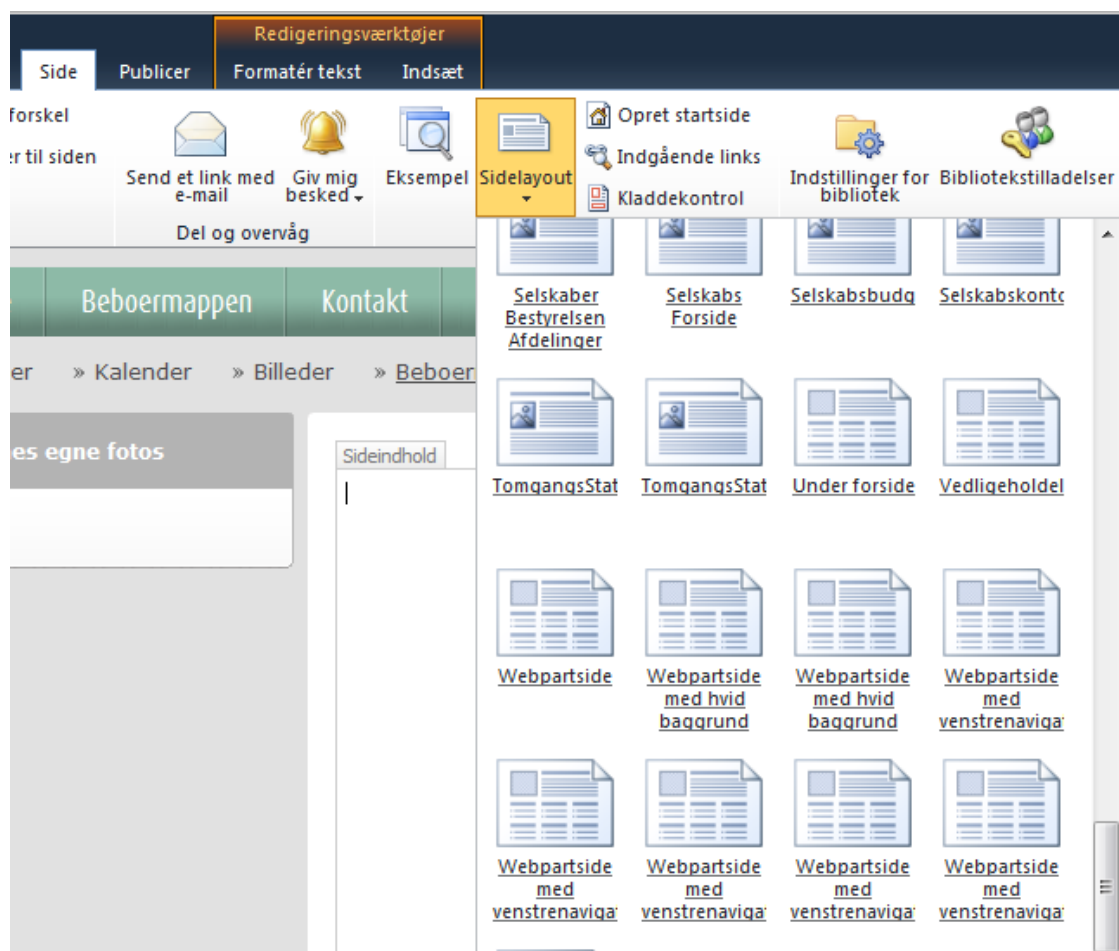 Redigeringsværktøjer
Side Publicer Formatér tekst Indsæt
forskel
er til siden
Send et link med
e-mail
Giv mig
besked
Eksempel
Sidelayout
Opret startside
Indgående links
Kladdekontrol
Indstillinger for
bibliotek
Bibliotekstilladelser
Del og overvåg
Beboermappen Kontakt
er » Kalender » Billeder » Beboer
es egne fotos
Sideindhold
Selskaber
Bestyrelsen
Afdelinger
Selskabs
Forside
Selskabsbudg
Selskabskonto
TomgangsStat
TomgangsStat
Under forside
Vedligeholdel
Webpartside
Webpartside
med hvid
baggrund
Webpartside
med hvid
baggrund
Webpartside
med
venstrenaviga
Webpartside
med
venstrenaviga
Webpartside
med
venstrenaviga
Webpartside
med
venstrenaviga
Webpartside
med
venstrenaviga